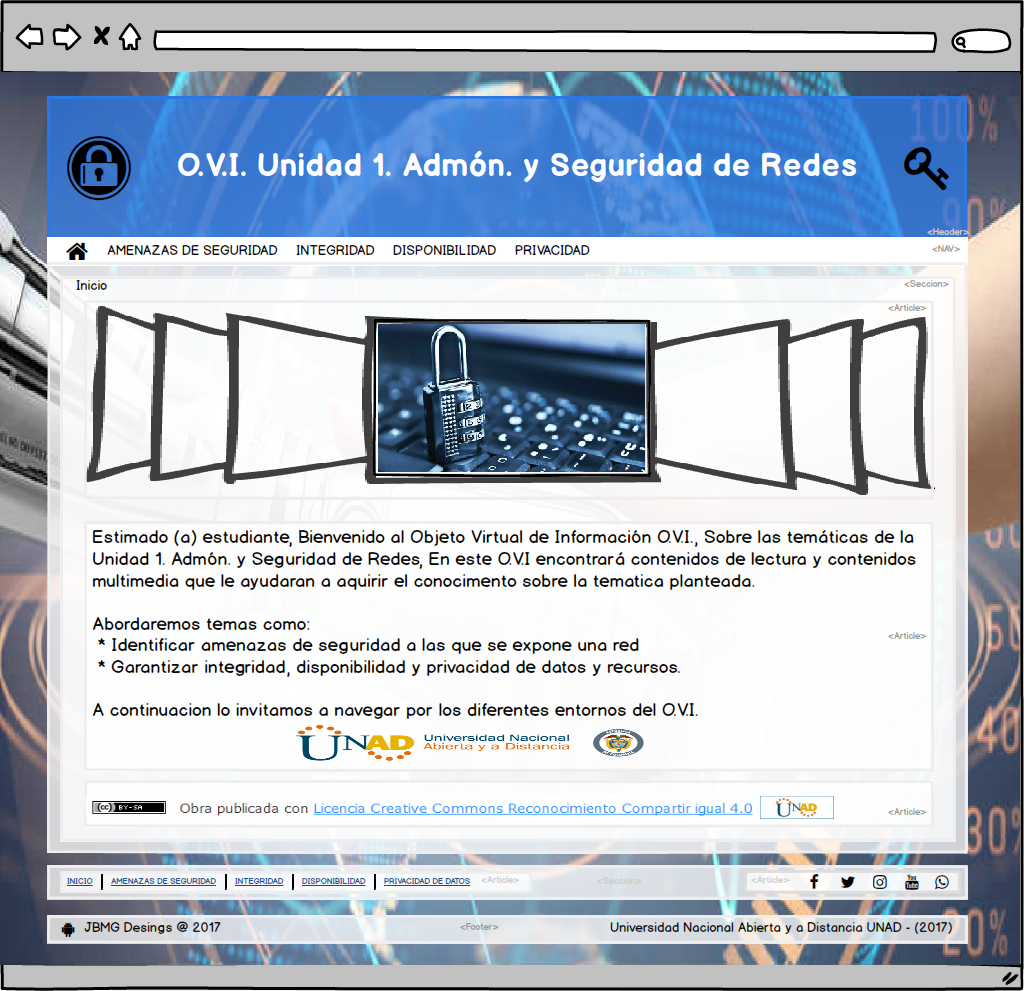 100%
O.V.I. Unidad 1. Admón. y Seguridad de Redes
90%
<Header>
AMENAZAS DE SEGURIDAD INTEGRIDAD DISPONIBILIDAD PRIVACIDAD <NAV>
Inicio <Seccion>
<Article>
Estimado (a) estudiante, Bienvenido al Objeto Virtual de Información O.V.I., Sobre las temáticas de la
Unidad 1. Admón. y Seguridad de Redes, En este O.V.I encontrará contenidos de lectura y contenidos
multimedia que le ayudaran a aquirir el conocimento sobre la tematica planteada.
Abordaremos temas como:
* Identificar amenazas de seguridad a las que se expone una red
<Article>
* Garantizar integridad, disponibilidad y privacidad de datos y recursos.
A continuacion lo invitamos a navegar por los diferentes entornos del O.V.I.
UNAD Universidad Nacional
Abierta y a Distancia
(cc) BY-SA Obra publicada con Licencia Creative Commons Reconocimiento Compartir igual 4.0 UNAD <Article>
30%
INICIO AMENAZAS DE SEGURIDAD INTEGRIDAD DISPONIBILIDAD PRIVACIDAD DE DATOS <Article> <Seccion> <Article> You Tube
JBMG Desings @ 2017 <Footer> Universidad Nacional Abierta y a Distancia UNAD - (2017)
20%